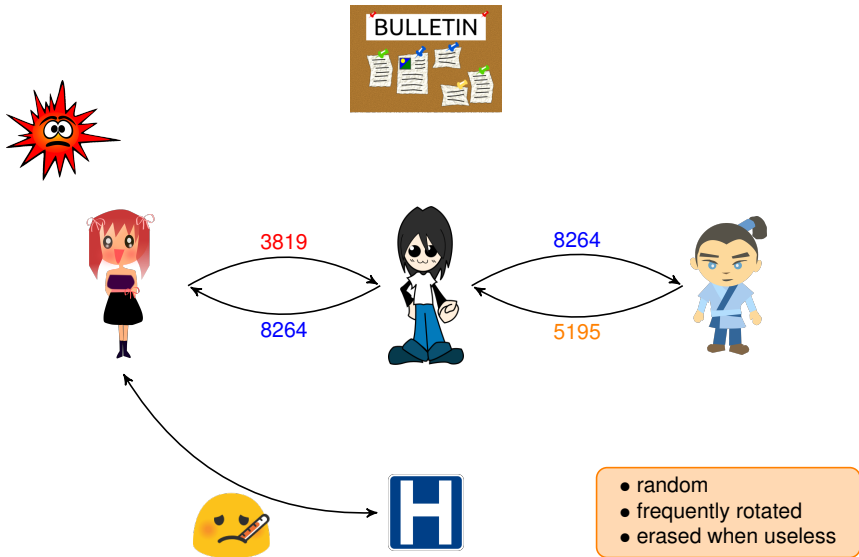 BULLETIN
3819
8264
8264
5195
H
● random
● frequently rotated
● erased when useless